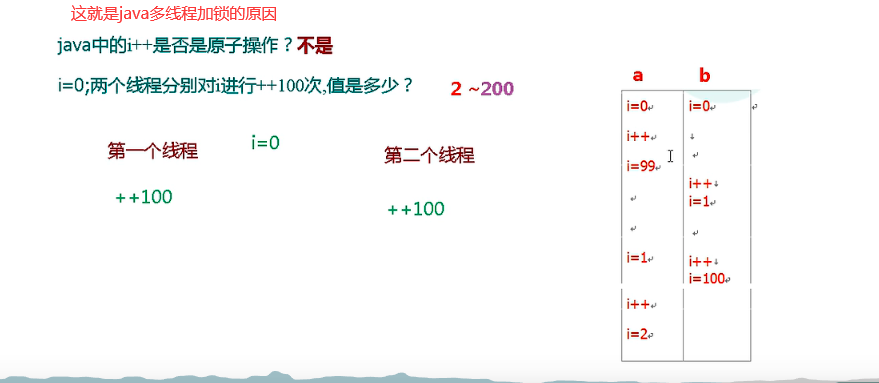 这就是java多线程加锁的原因
java中的i++是否是原子操作？不是
i=0;两个线程分别对i进行++100次,值是多少？ 2 ~200
第一个线程 i=0 第二个线程
++100 ++100
a b
i=0 i=0
i++
i=99
i++
i=1
i=1 i++
i=100
i++
i=2